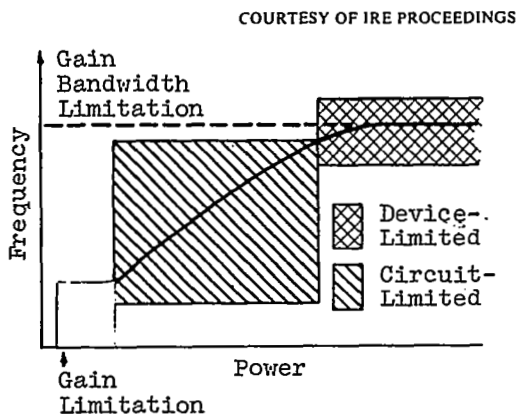 COURTESY OF IRE PROCEEDINGS
Gain
Bandwidth
Limitation
Frequency
Device-
Limited
Circuit-
Limited
Power
Gain
Limitation